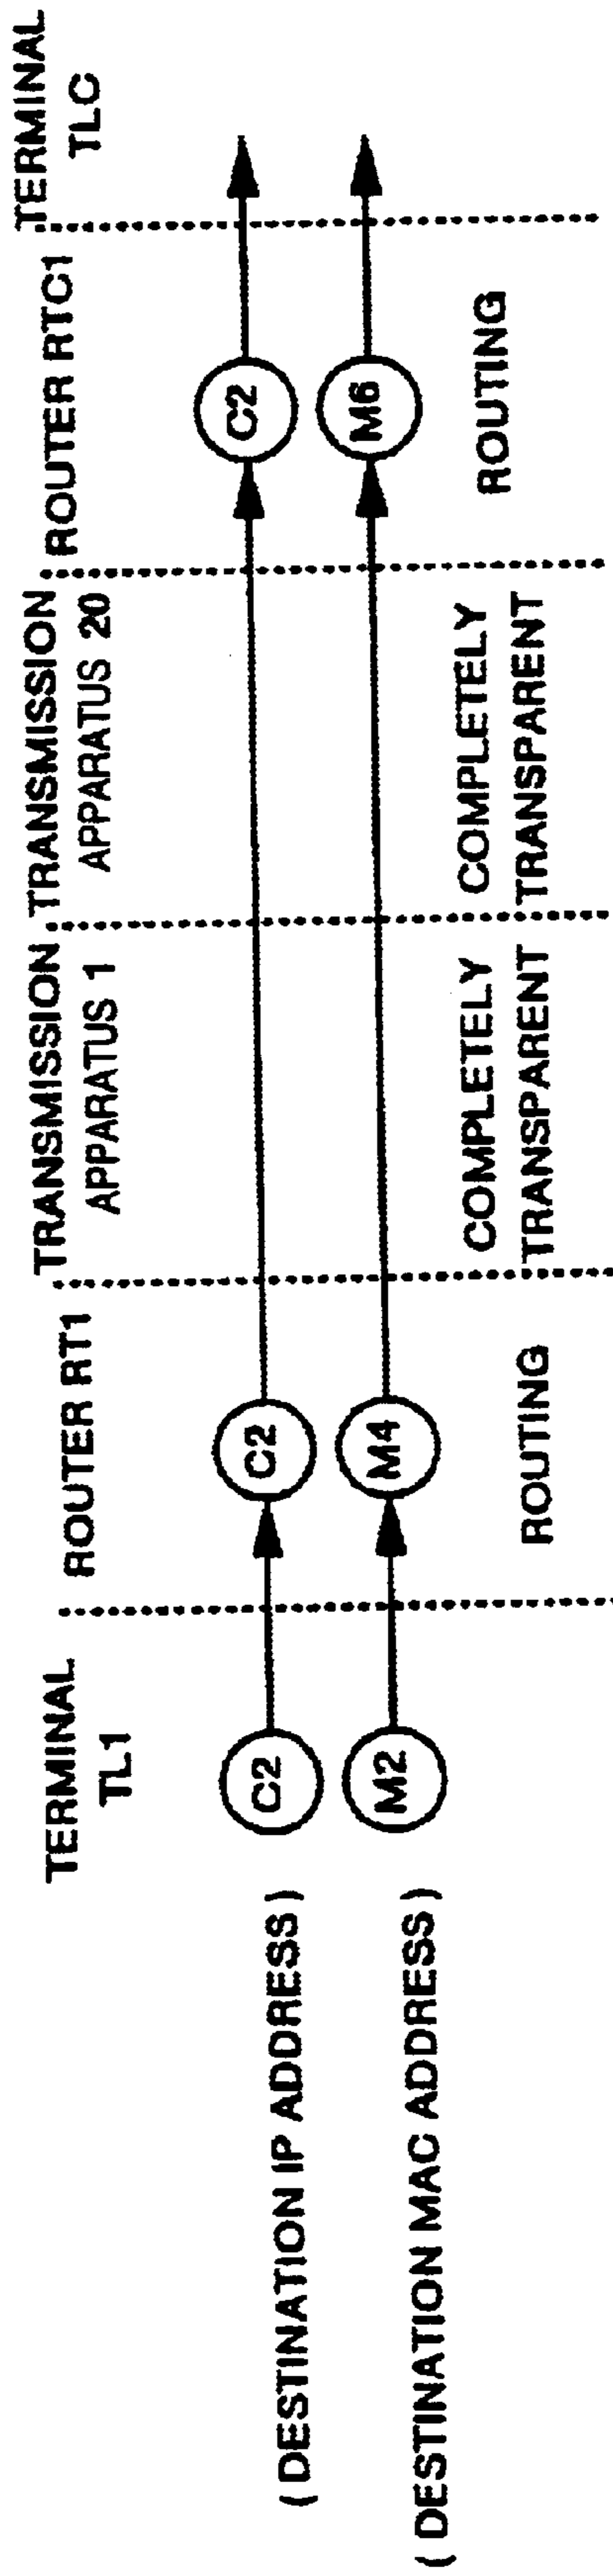 TERMINAL
TL1
ROUTER RT1
TRANSMISSION
APPARATUS 1
TRANSMISSION
APPARATUS 20
ROUTER RTC1
TERMINAL
TLC
( DESTINATION IP ADDRESS )
C2
C2
C2
( DESTINATION MAC ADDRESS )
M2
M4
M6
ROUTING
COMPLETELY
TRANSPARENT
COMPLETELY
TRANSPARENT
ROUTING